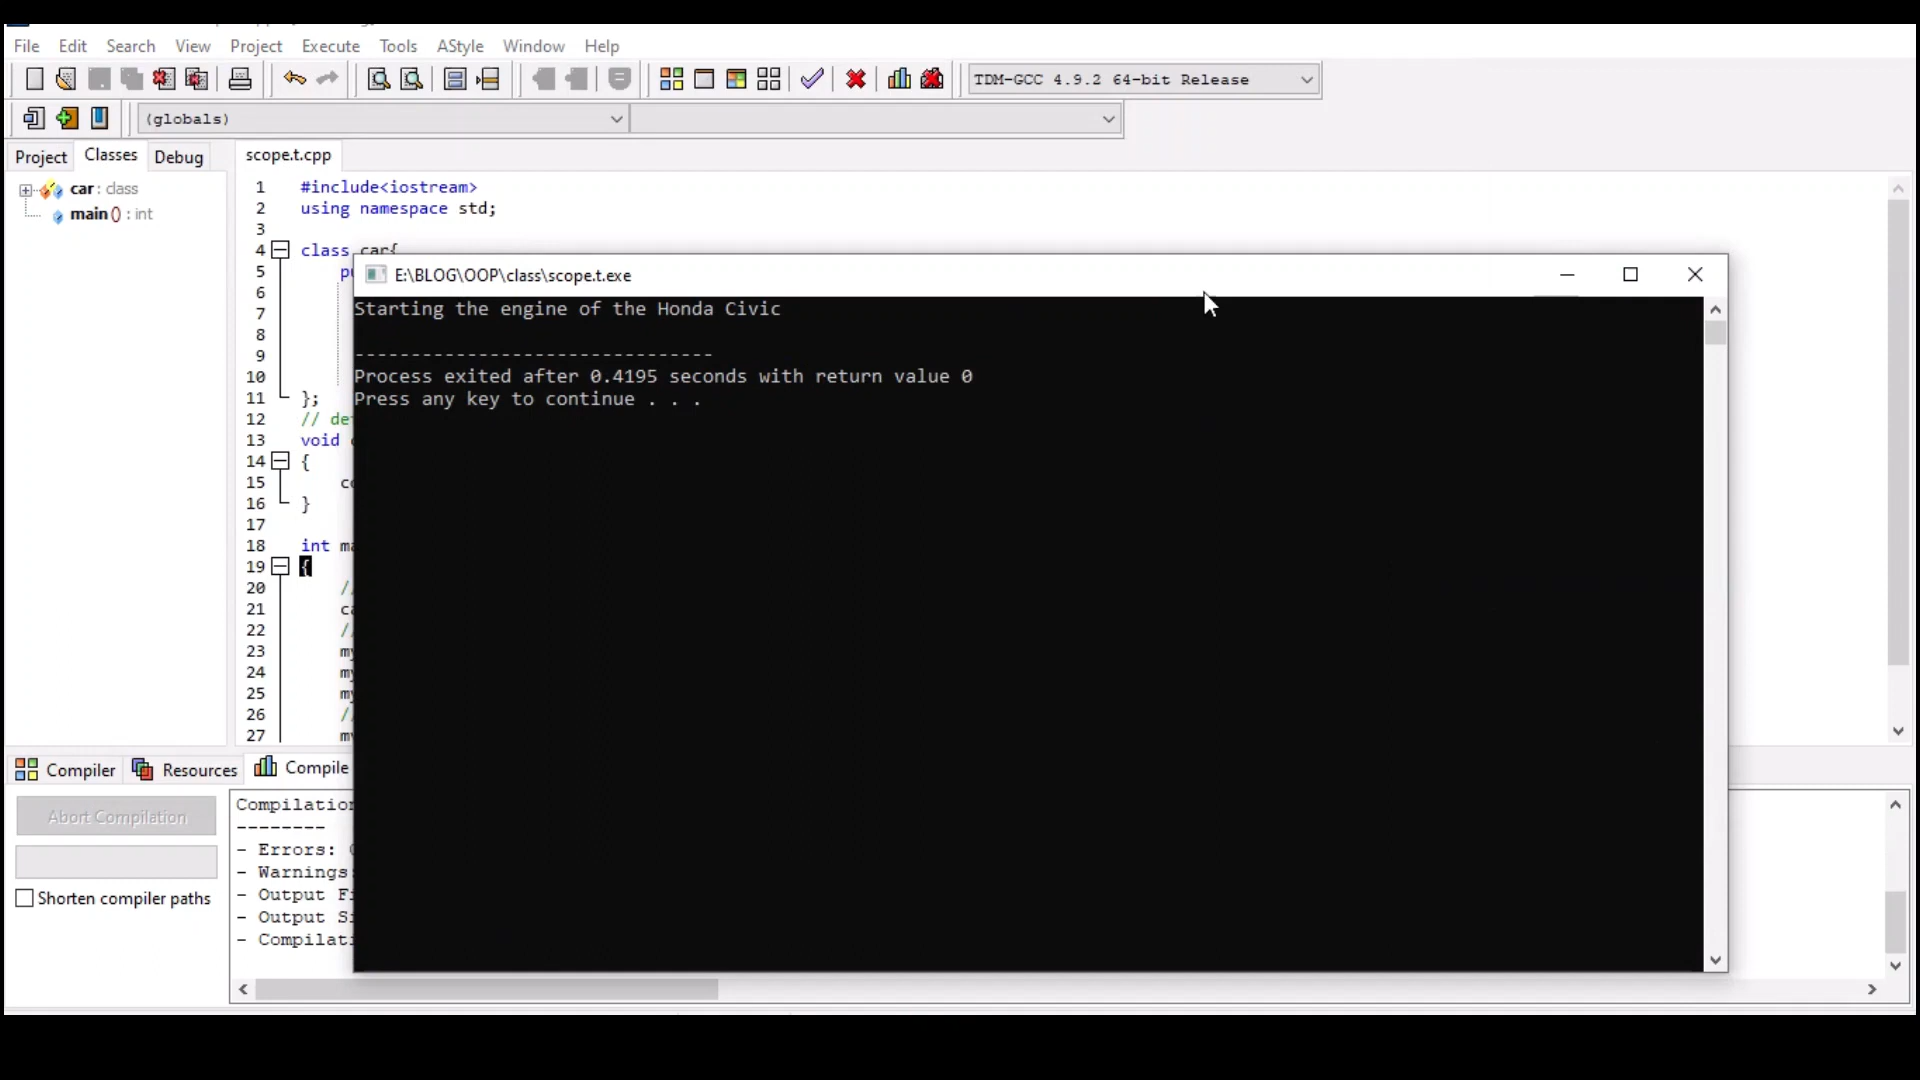 File Edit Search View Project Execute Tools AStyle Window Help
TDM-GCC 4.9.2 64-bit Release
(globals)
Project Classes Debug
scope.t.cpp
car : class
main () : int
1 #include<iostream>
2 using namespace std;
3
4 class car{
5
6
7
8
9
10
11 };
12 //
13 void
14 {
15
16 }
17
18 int
19 {
20 //
21
22 //
23
24
25
26 //
27
E:\BLOG\OOP\class\scope.t.exe
Starting the engine of the Honda Civic
--------------------------------
Process exited after 0.4195 seconds with return value 0
Press any key to continue . . .
Compiler Resources Compile
Abort Compilation
Shorten compiler paths
--------
- Errors:
- Warnings
- Output
- Output
-